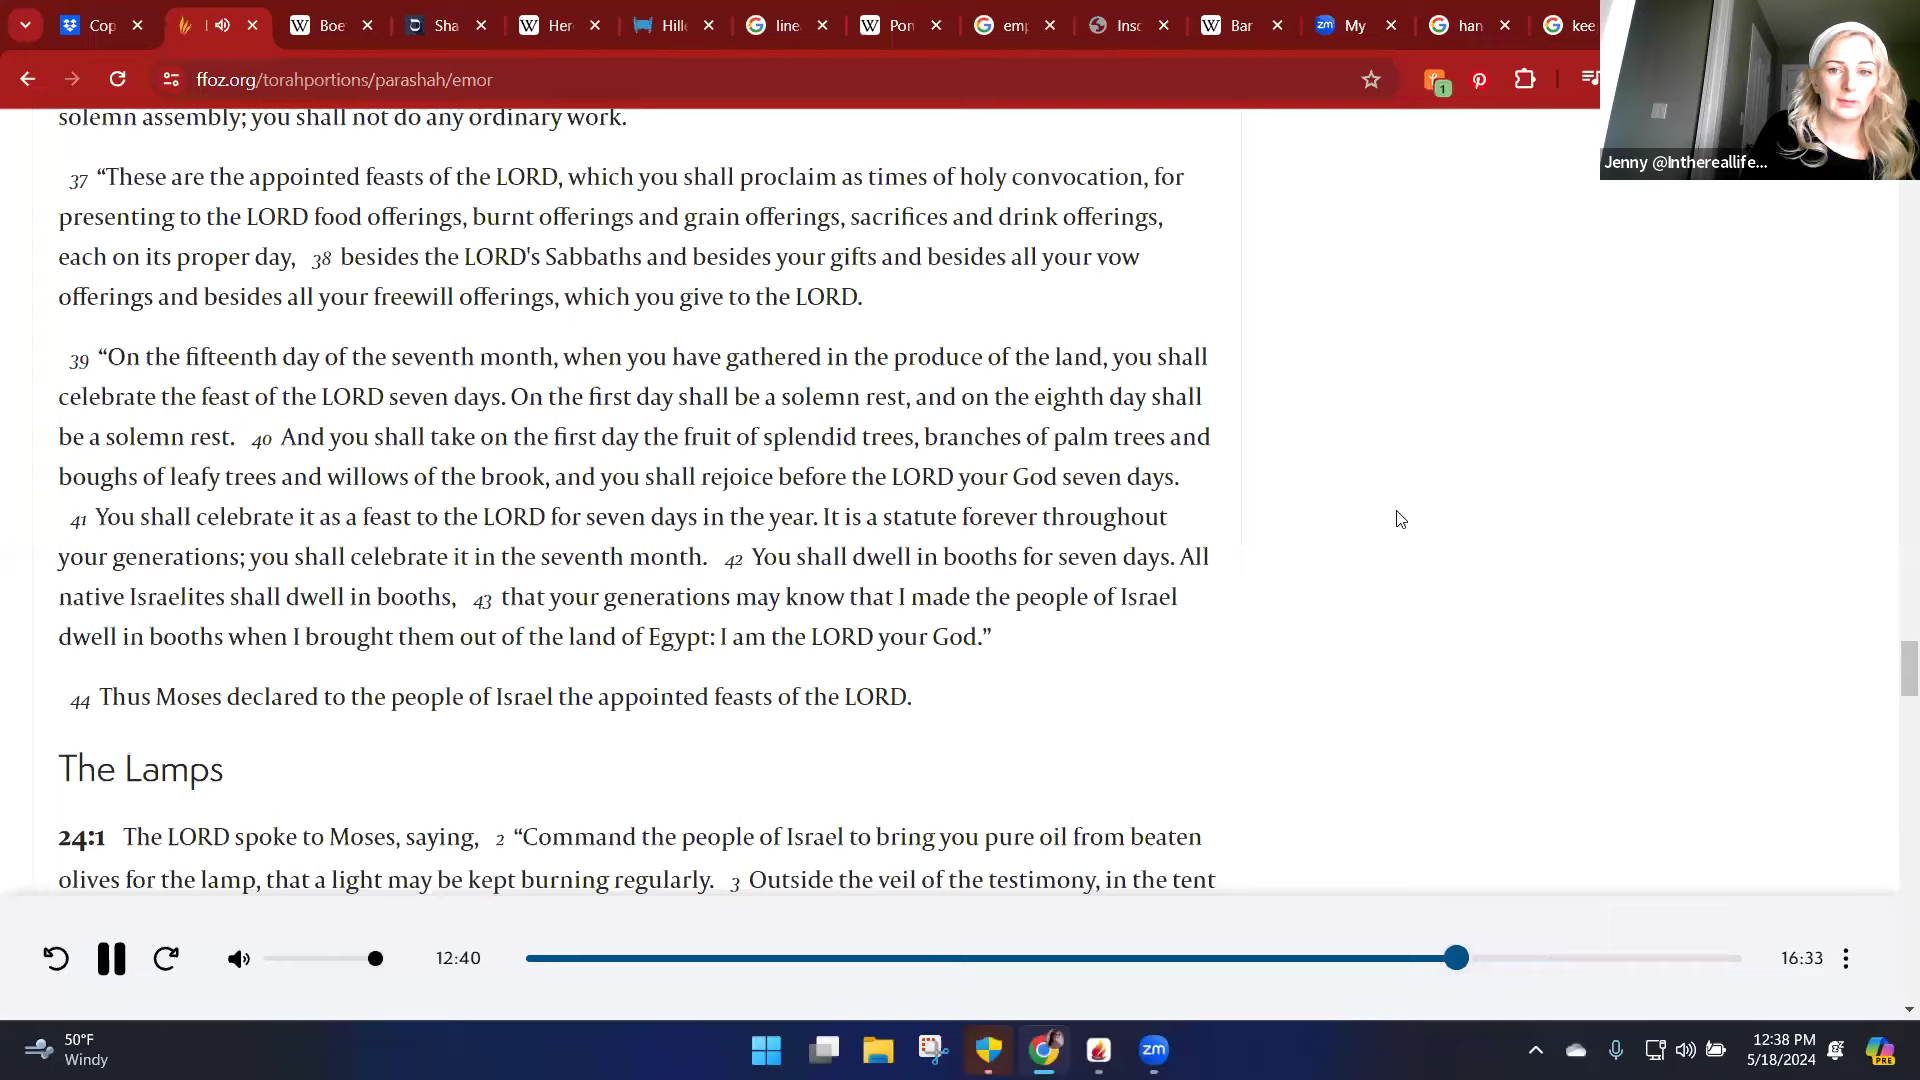 Cop
Boe
Sha
Her
Hill
line
Pon
emp
Insc
Bar
zm My
han
kee
ffoz.org/torahportions/parashah/emor
1
Jenny @Inthereallife...
solemn assembly; you shall not do any ordinary work.
37 “These are the appointed feasts of the LORD, which you shall proclaim as times of holy convocation, for
presenting to the LORD food offerings, burnt offerings and grain offerings, sacrifices and drink offerings,
each on its proper day, 38 besides the LORD's Sabbaths and besides your gifts and besides all your vow
offerings and besides all your freewill offerings, which you give to the LORD.
39 “On the fifteenth day of the seventh month, when you have gathered in the produce of the land, you shall
celebrate the feast of the LORD seven days. On the first day shall be a solemn rest, and on the eighth day shall
be a solemn rest. 40 And you shall take on the first day the fruit of splendid trees, branches of palm trees and
boughs of leafy trees and willows of the brook, and you shall rejoice before the LORD your God seven days.
41 You shall celebrate it as a feast to the LORD for seven days in the year. It is a statute forever throughout
your generations; you shall celebrate it in the seventh month. 42 You shall dwell in booths for seven days. All
native Israelites shall dwell in booths, 43 that your generations may know that I made the people of Israel
dwell in booths when I brought them out of the land of Egypt: I am the LORD your God.”
44 Thus Moses declared to the people of Israel the appointed feasts of the LORD.
The Lamps
24:1 The LORD spoke to Moses, saying, 2 “Command the people of Israel to bring you pure oil from beaten
olives for the lamp, that a light may be kept burning regularly. 3 Outside the veil of the testimony, in the tent
12:40
16:33
50°F
Windy
zm
12:38 PM
5/18/2024
PRE